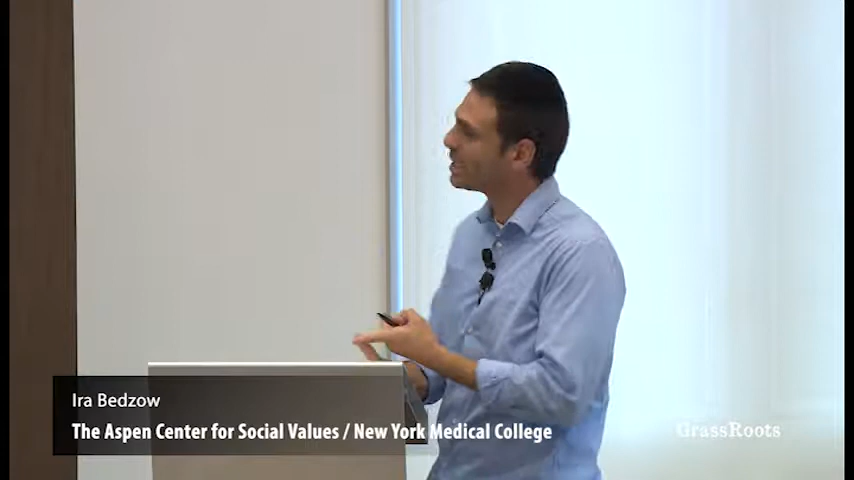 Ira Bedzow
The Aspen Center for Social Values / New York Medical College
GrassRoots